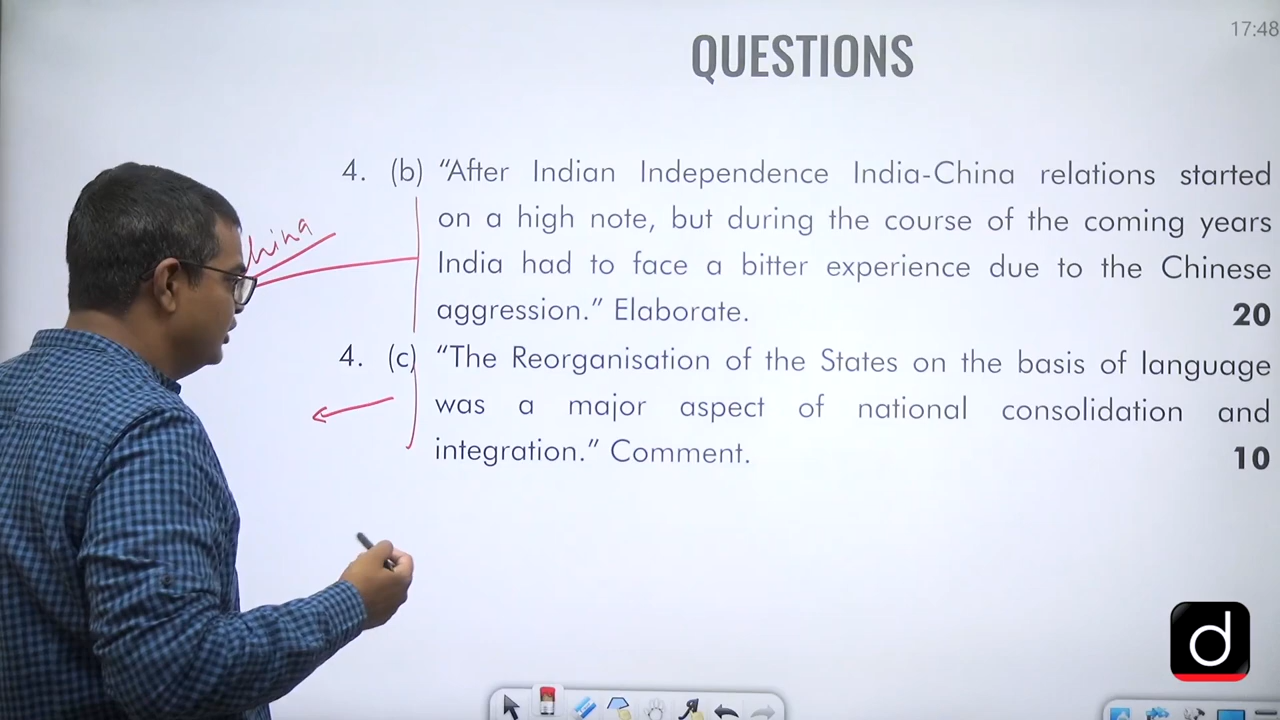 17:48
QUESTIONS
4. (b) “After Indian Independence India-China relations started
on a high note, but during the course of the coming years
India had to face a bitter experience due to the Chinese
aggression.” Elaborate. 20
4. (c) “The Reorganisation of the States on the basis of language
was a major aspect of national consolidation and
integration.” Comment. 10
d